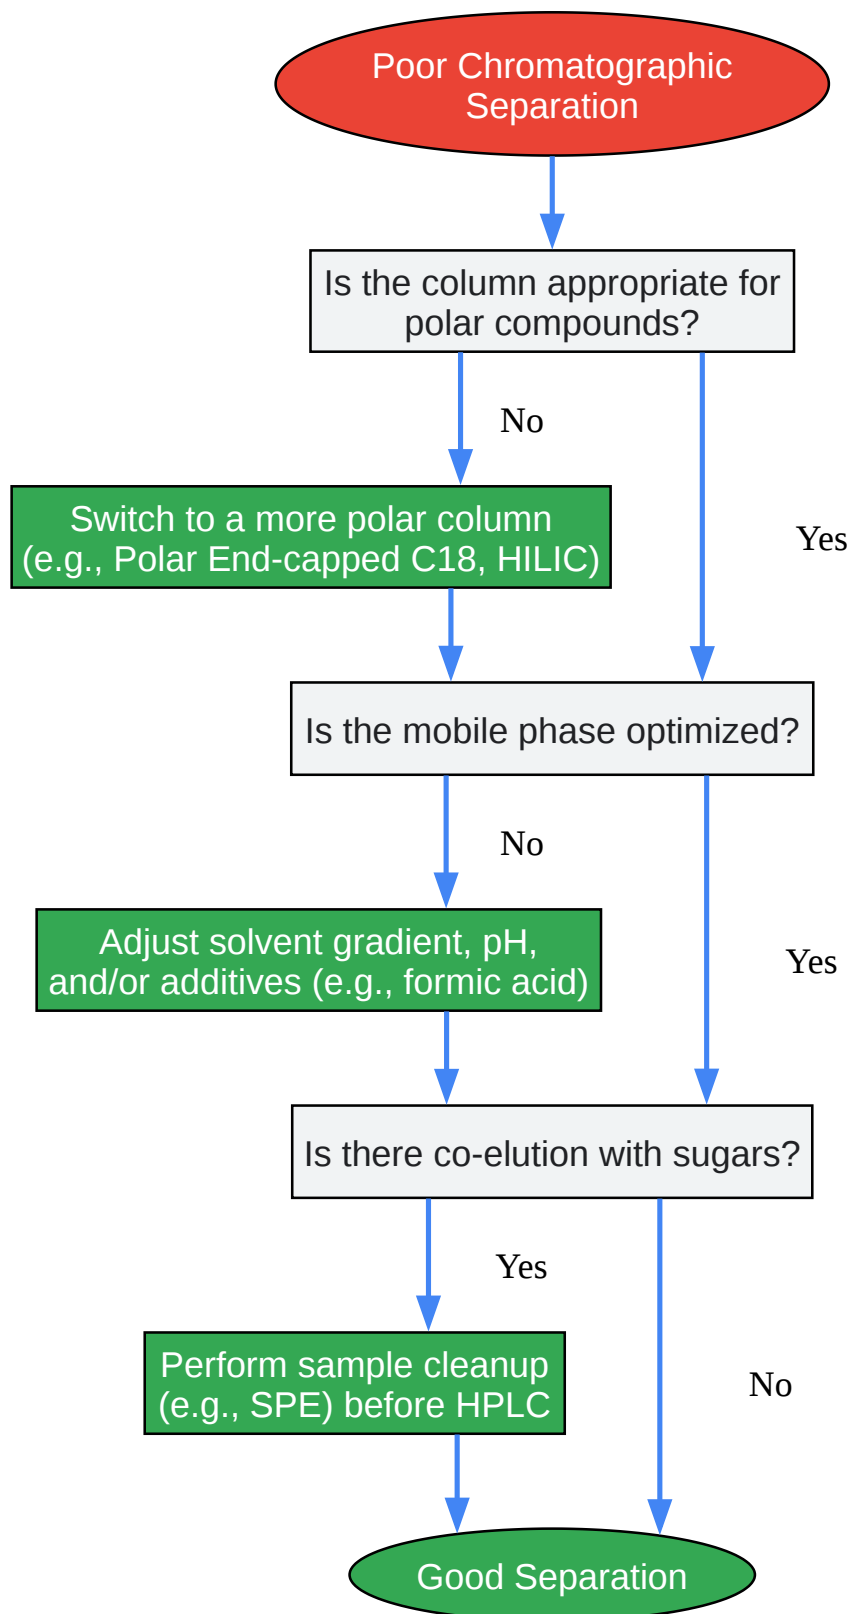 Poor Chromatographic
Separation
Is the column appropriate for
polar compounds?
No
Switch to a more polar column
(e.g., Polar End-capped C18, HILIC)
Yes
Is the mobile phase optimized?
No
Adjust solvent gradient, pH,
and/or additives (e.g., formic acid)
Yes
Is there co-elution with sugars?
Yes
Perform sample cleanup
(e.g., SPE) before HPLC
No
Good Separation